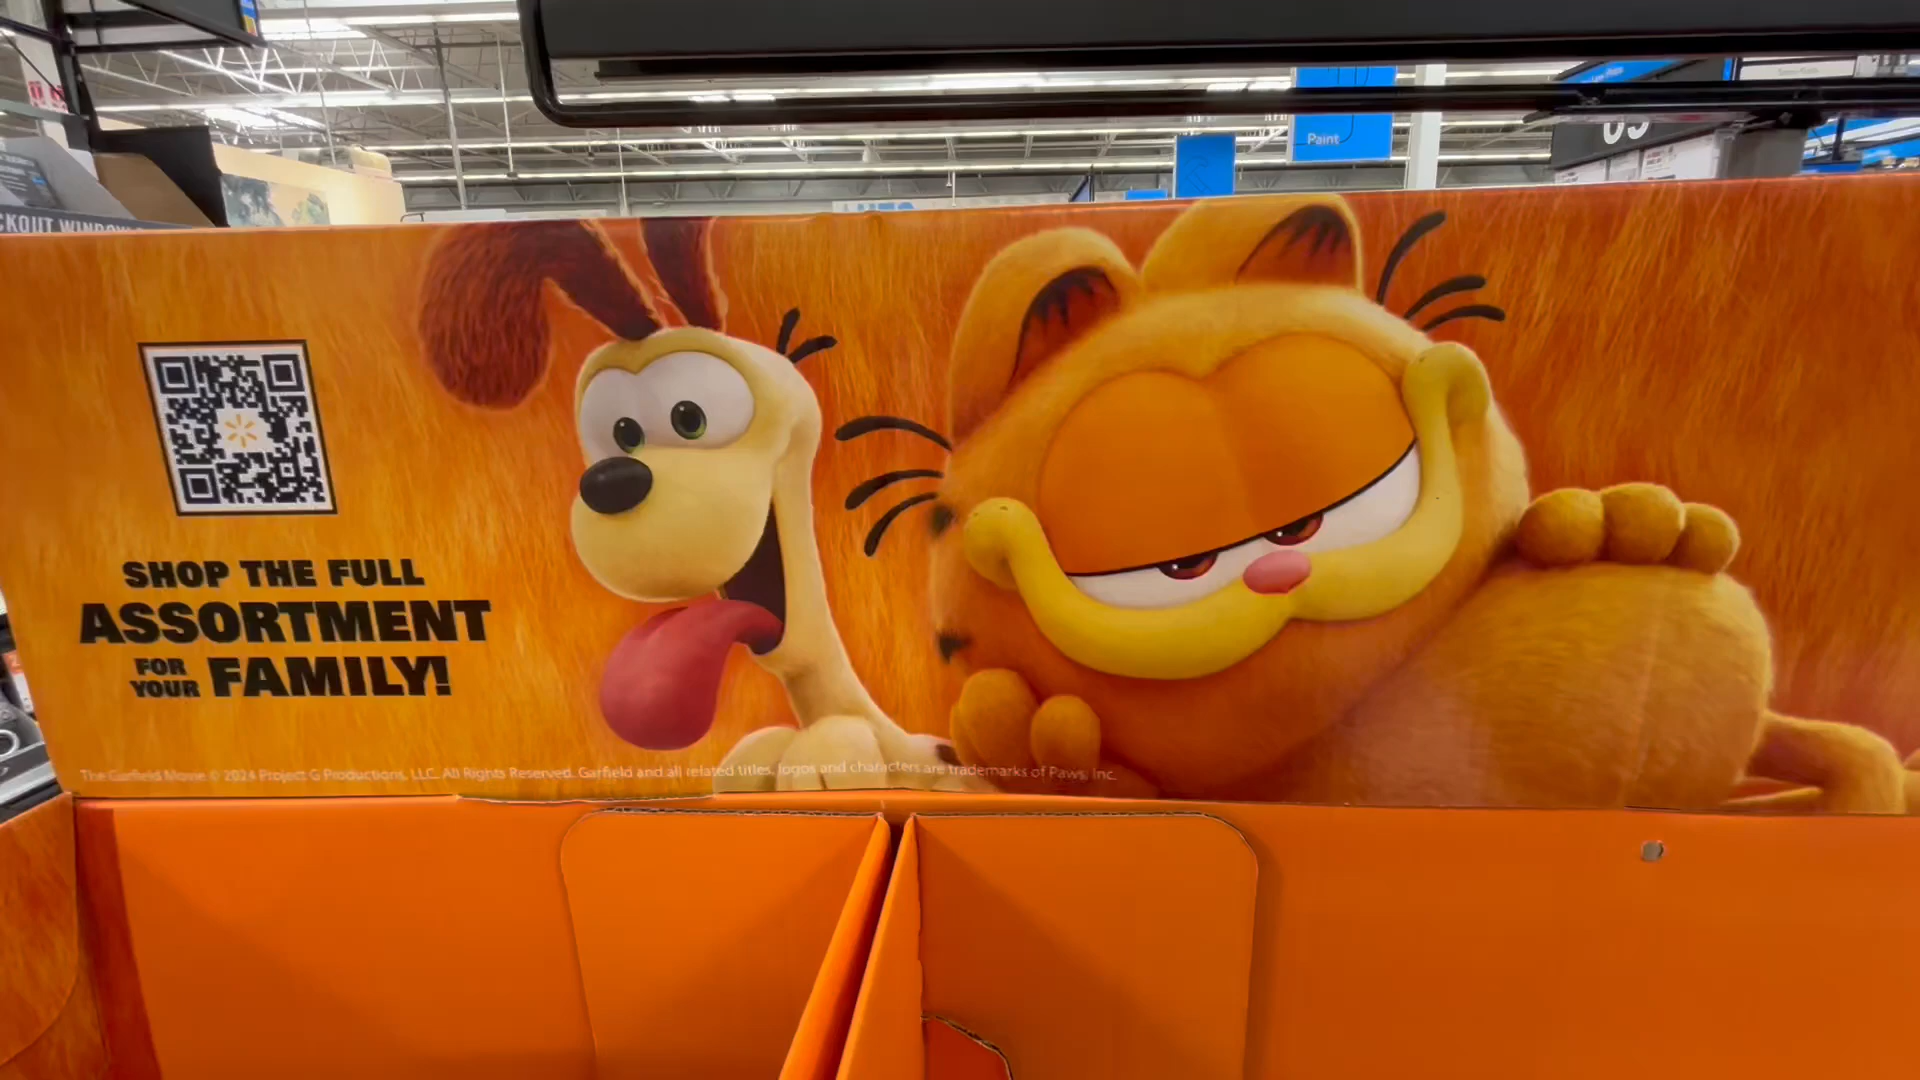 Paint
SHOP THE FULL
ASSORTMENT
FOR YOUR FAMILY!
The Garfield Movie © 2024 Project G Productions, LLC. All Rights Reserved. Garfield and all related titles, logos and characters are trademarks of Paws, Inc.